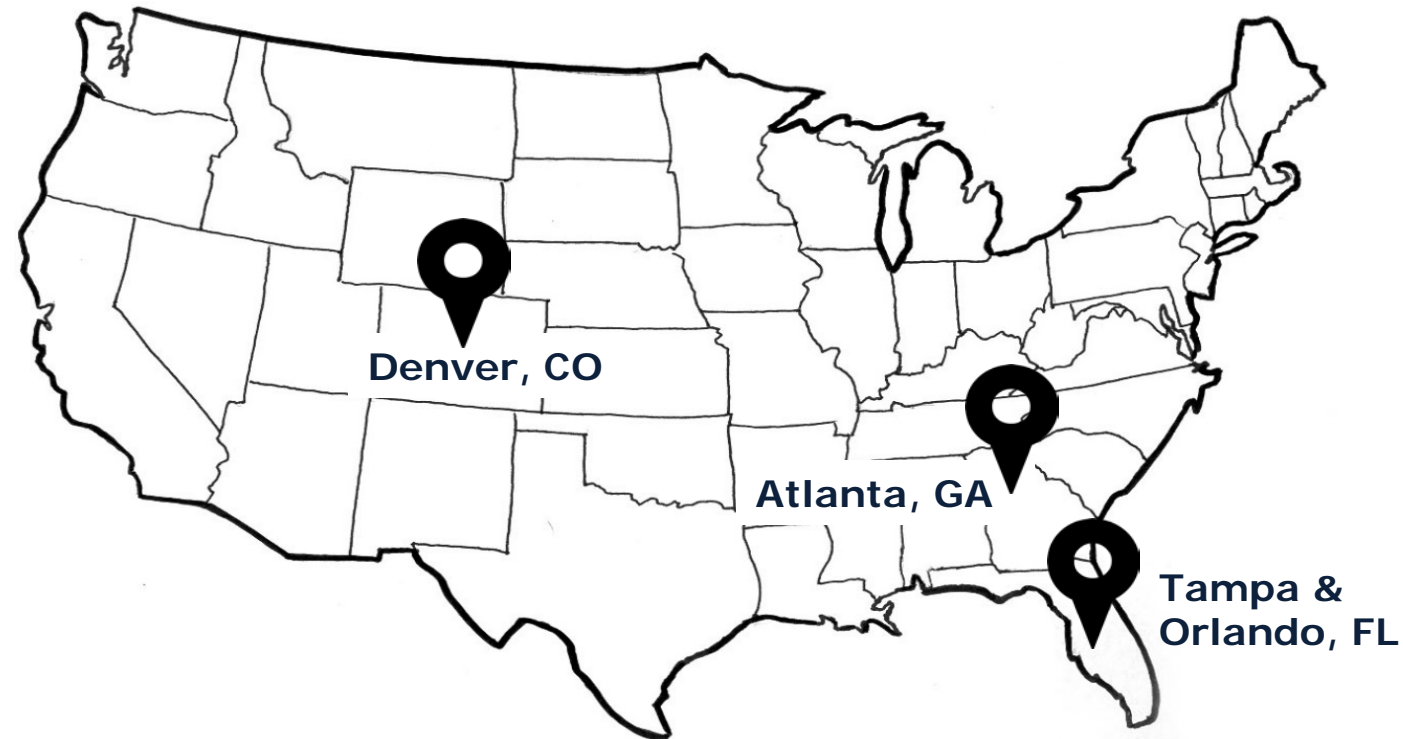 Denver, CO
Atlanta, GA
Tampa &
Orlando, FL